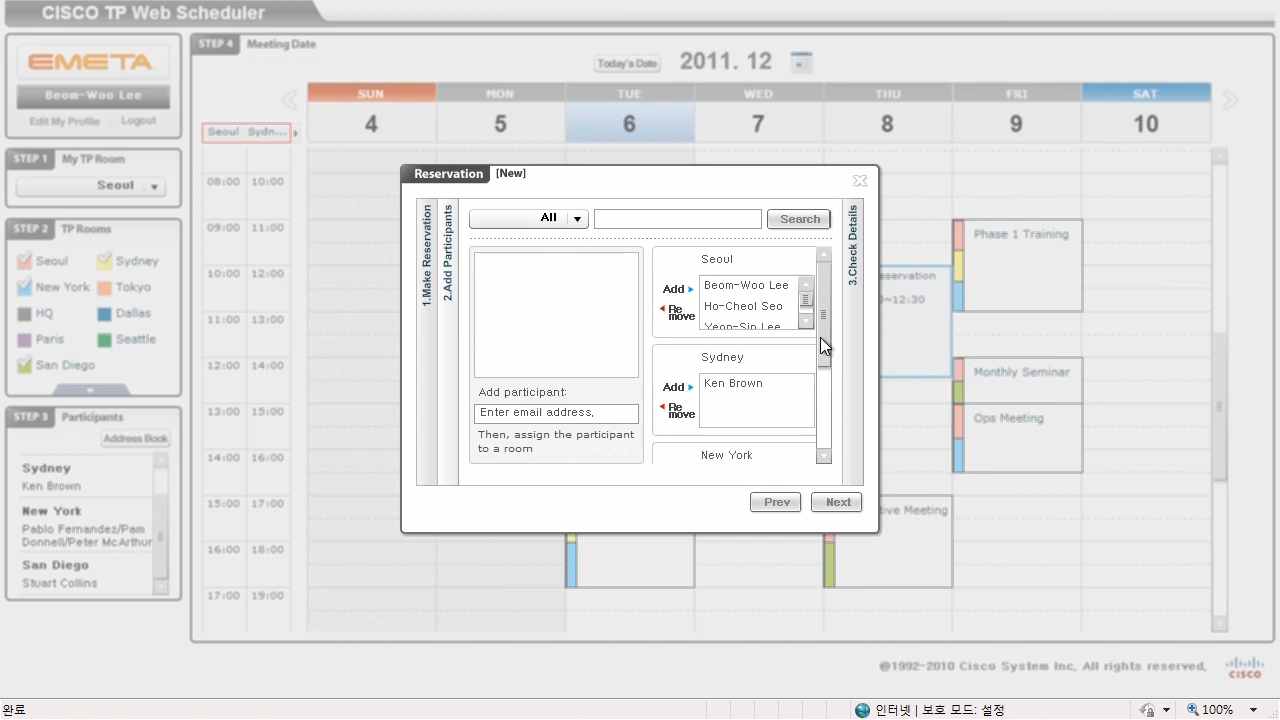 CISCO TP Web Scheduler
EMETA
Beom-Woo Lee
Edit My Profile · Logout
STEP 1 My TP Room
Seoul
STEP 2 TP Rooms
Seoul Sydney
New York Tokyo
HQ Dallas
Paris Seattle
San Diego
STEP 3 Participants
Address Book
Sydney
Ken Brown
New York
Pablo Fernandez/Pam
Donnell/Peter McArthur
San Diego
Stuart Collins
STEP 4 Meeting Date
Today's Date 2011. 12
SUN MON TUE WED THU FRI SAT
4 5 6 7 8 9 10
Seoul Sydn...
08:00 10:00
09:00 11:00
10:00 12:00
11:00 13:00
12:00 14:00
13:00 15:00
14:00 16:00
15:00 17:00
16:00 18:00
17:00 19:00
Phase 1 Training
eservation
0~12:30
Monthly Seminar
Ops Meeting
tive Meeting
Reservation [New]
1.Make Reservation
2.Add Participants
All Search
Add participant:
Enter email address,
Then, assign the participant
to a room
Seoul
Add
Re
move
Beom-Woo Lee
Ho-Cheol Seo
Yeon-Sin Lee
Sydney
Add
Re
move
Ken Brown
New York
3.Check Details
Prev Next
@1992-2010 Cisco System Inc, All rights reserved,
CISCO
완료
인터넷 | 보호 모드: 설정
100%